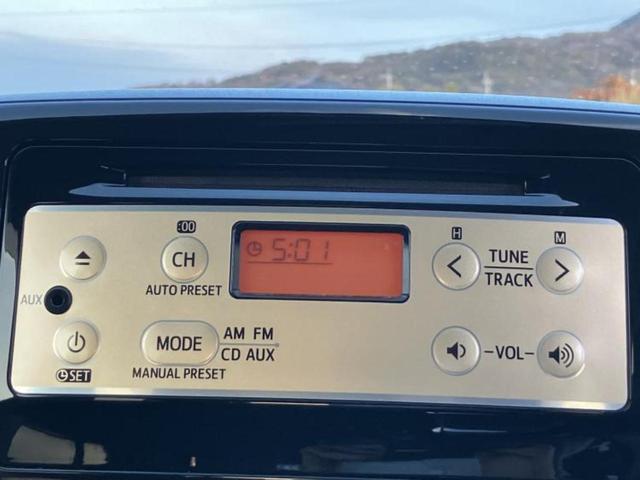 :00
H
M
CH
5:01
TUNE
TRACK
AUTO PRESET
AUX
MODE
AM FM
CD AUX
-VOL-
SET
MANUAL PRESET